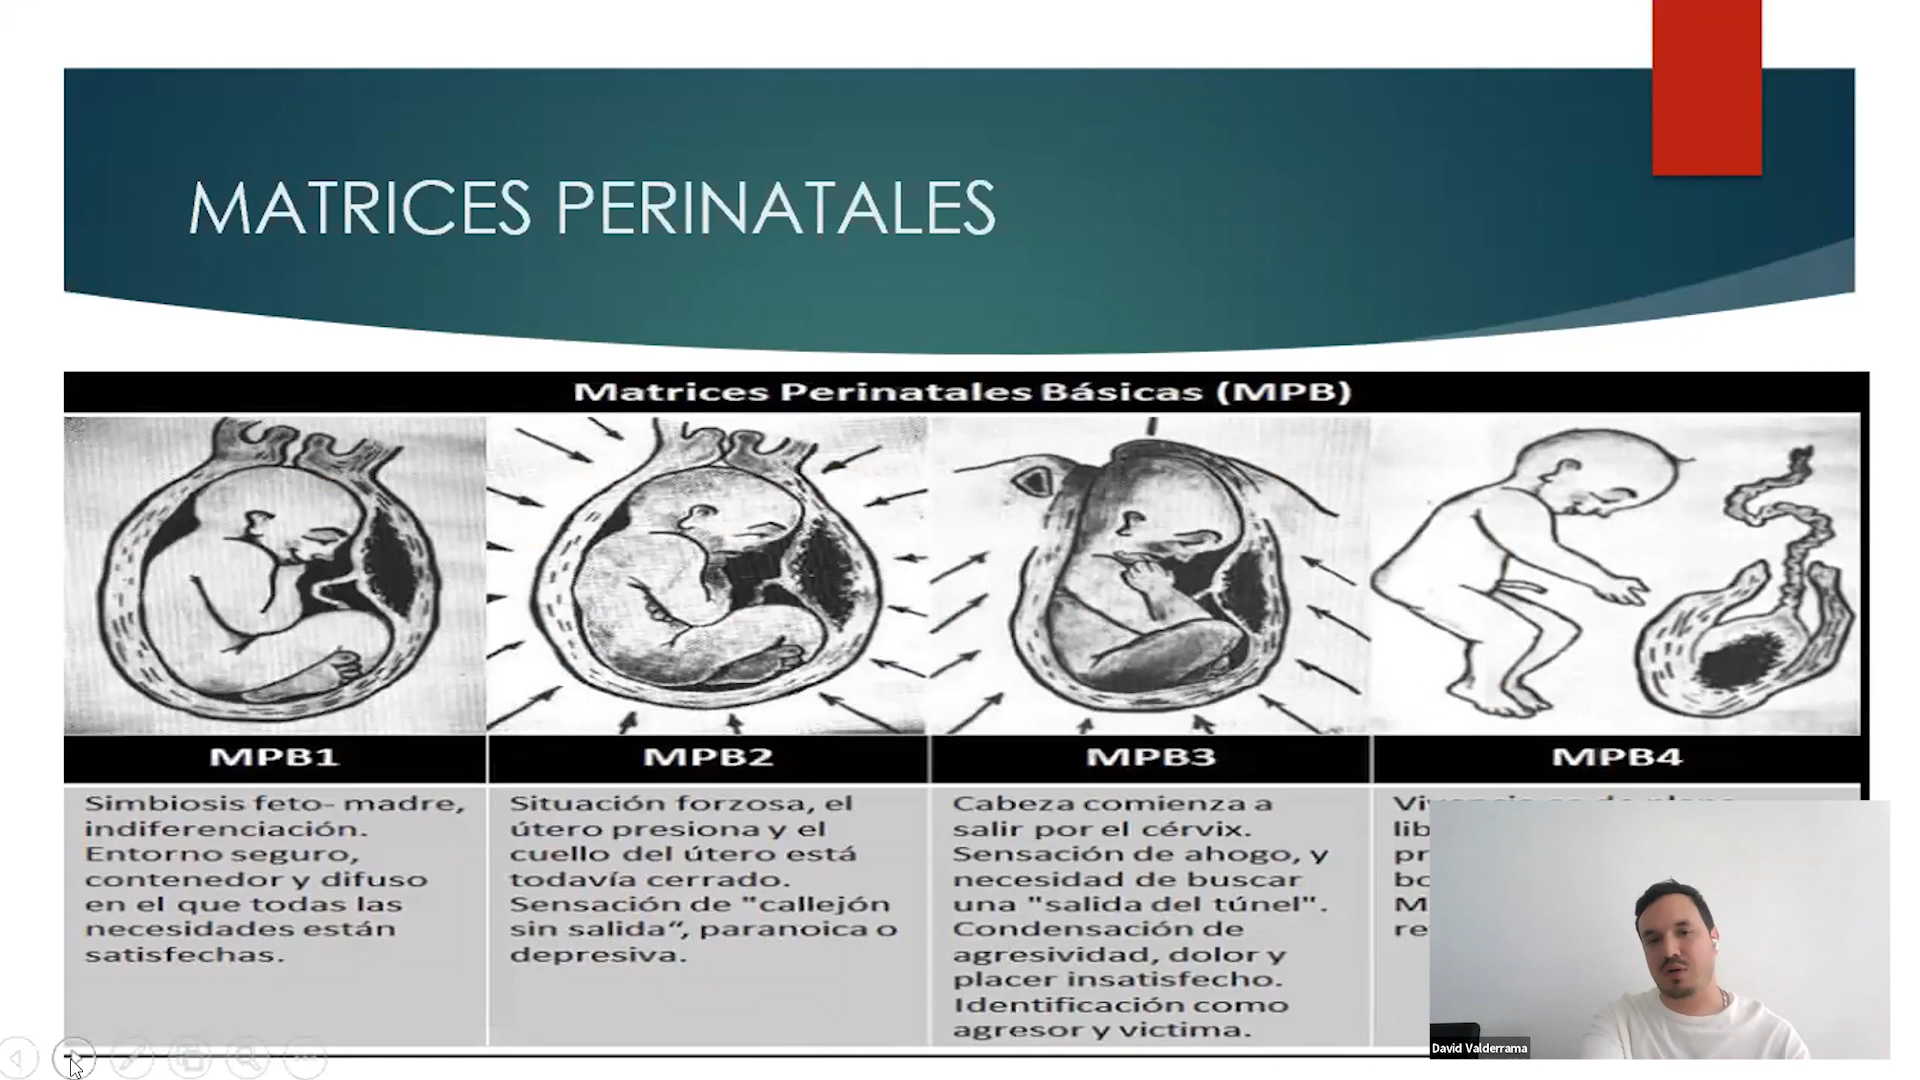 MATRICES PERINATALES
Matrices Perinatales Básicas (MPB)
MPB1
MPB2
MPB3
MPB4
Simbiosis feto- madre,
indiferenciación.
Entorno seguro,
contenedor y difuso
en el que todas las
necesidades están
satisfechas.
Situación forzosa, el
útero presiona y el
cuello del útero está
todavía cerrado.
Sensación de "callejón
sin salida“, paranoica o
depresiva.
Cabeza comienza a
salir por el cérvix.
Sensación de ahogo, y
necesidad de buscar
una "salida del túnel".
Condensación de
agresividad, dolor y
placer insatisfecho.
Identificación como
agresor y victima.
David Valderrama